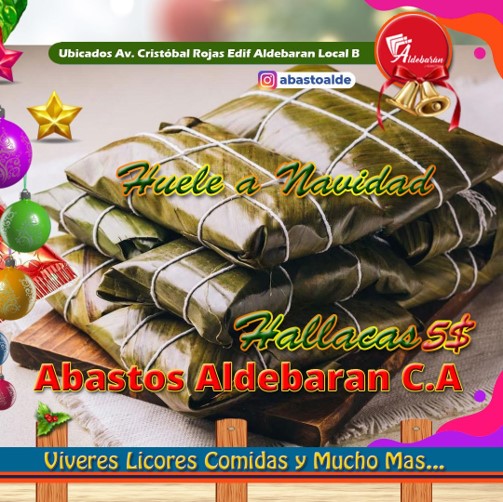 Ubicados Av. Cristóbal Rojas Edif Aldebaran Local B
Aldebarán
abastoalde
Huele a Navidad
Hallacas 5$
Abastos Aldebaran C.A
Viveres Licores Comidas y Mucho Mas...